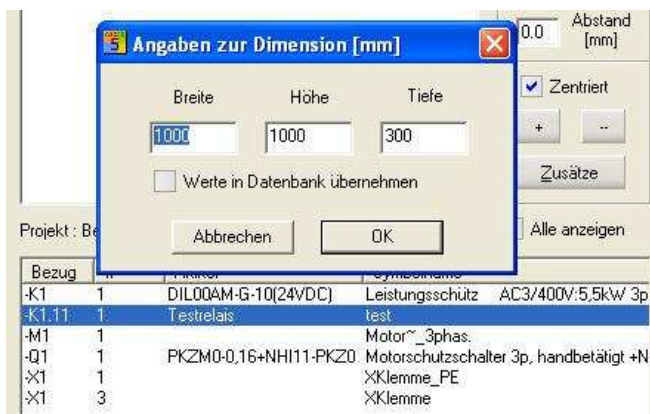 Angaben zur Dimension [mm]
0.0 Abstand
[mm]
Breite Höhe Tiefe
Zentriert
1000 1000 300
+ --
Werte in Datenbank übernehmen
Zusätze
Projekt : Be
Abbrechen OK
Alle anzeigen
Bezug
-K1 1 DIL00AM-G-10(24VDC) Leistungsschütz AC3/400V:5,5kW 3p
-K1.11 1 Testrelais test
-M1 1 Motor~_3phas.
-Q1 1 PKZM0-0,16+NHI11-PKZ0 Motorschutzschalter 3p, handbetätigt +N
-X1 1 XKlemme_PE
-X1 3 XKlemme